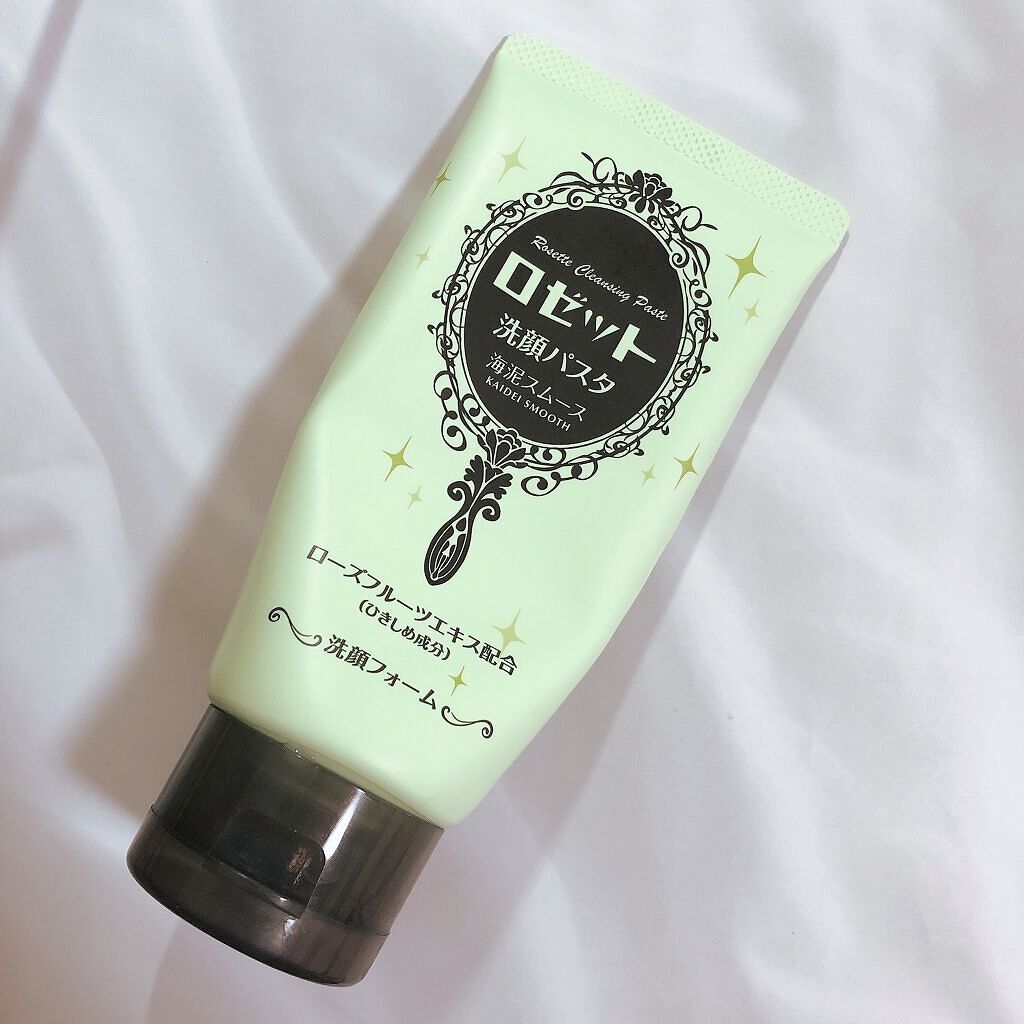 Rosette Cleansing Paste
ロゼット
洗顔パスタ
海泥スムース
KAIDEI SMOOTH
ローズフルーツエキス配合
(ひきしめ成分)
洗顔フォーム